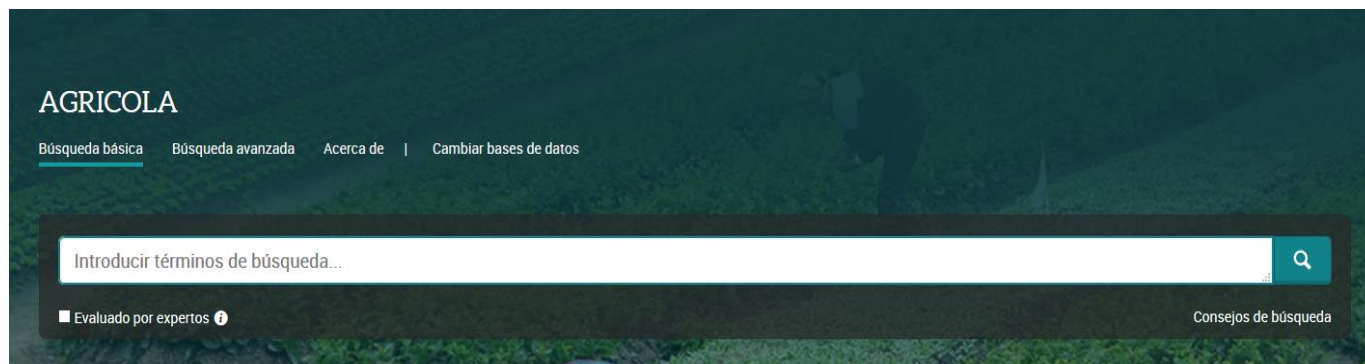 AGRICOLA
Búsqueda básica Búsqueda avanzada Acerca de | Cambiar bases de datos
Introducir términos de búsqueda...
Evaluado por expertos i Consejos de búsqueda